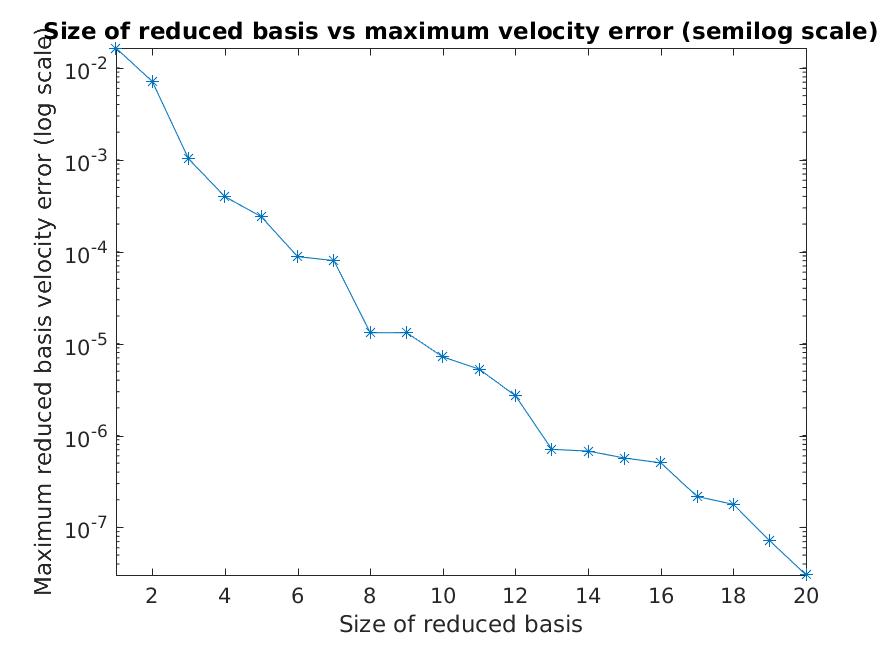 Size of reduced basis vs maximum velocity error (semilog scale)
Maximum reduced basis velocity error (log scale)
10^-2
10^-3
10^-4
10^-5
10^-6
10^-7
2 4 6 8 10 12 14 16 18 20
Size of reduced basis